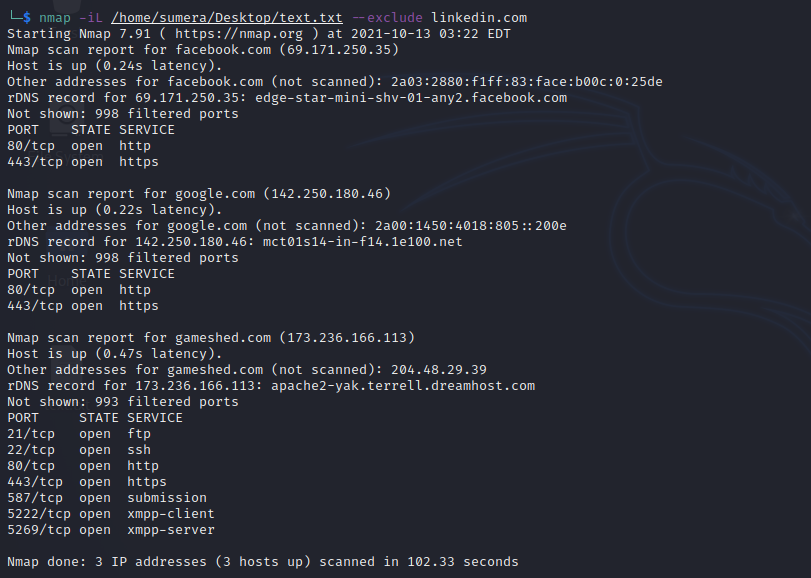 └─$ nmap -iL /home/sumera/Desktop/text.txt --exclude linkedin.com
Starting Nmap 7.91 ( https://nmap.org ) at 2021-10-13 03:22 EDT
Nmap scan report for facebook.com (69.171.250.35)
Host is up (0.24s latency).
Other addresses for facebook.com (not scanned): 2a03:2880:f1ff:83:face:b00c:0:25de
rDNS record for 69.171.250.35: edge-star-mini-shv-01-any2.facebook.com
Not shown: 998 filtered ports
PORT    STATE SERVICE
80/tcp  open  http
443/tcp open  https

Nmap scan report for google.com (142.250.180.46)
Host is up (0.22s latency).
Other addresses for google.com (not scanned): 2a00:1450:4018:805::200e
rDNS record for 142.250.180.46: mct01s14-in-f14.1e100.net
Not shown: 998 filtered ports
PORT    STATE SERVICE
80/tcp  open  http
443/tcp open  https

Nmap scan report for gameshed.com (173.236.166.113)
Host is up (0.47s latency).
Other addresses for gameshed.com (not scanned): 204.48.29.39
rDNS record for 173.236.166.113: apache2-yak.terrell.dreamhost.com
Not shown: 993 filtered ports
PORT     STATE SERVICE
21/tcp   open  ftp
22/tcp   open  ssh
80/tcp   open  http
443/tcp  open  https
587/tcp  open  submission
5222/tcp open  xmpp-client
5269/tcp open  xmpp-server

Nmap done: 3 IP addresses (3 hosts up) scanned in 102.33 seconds